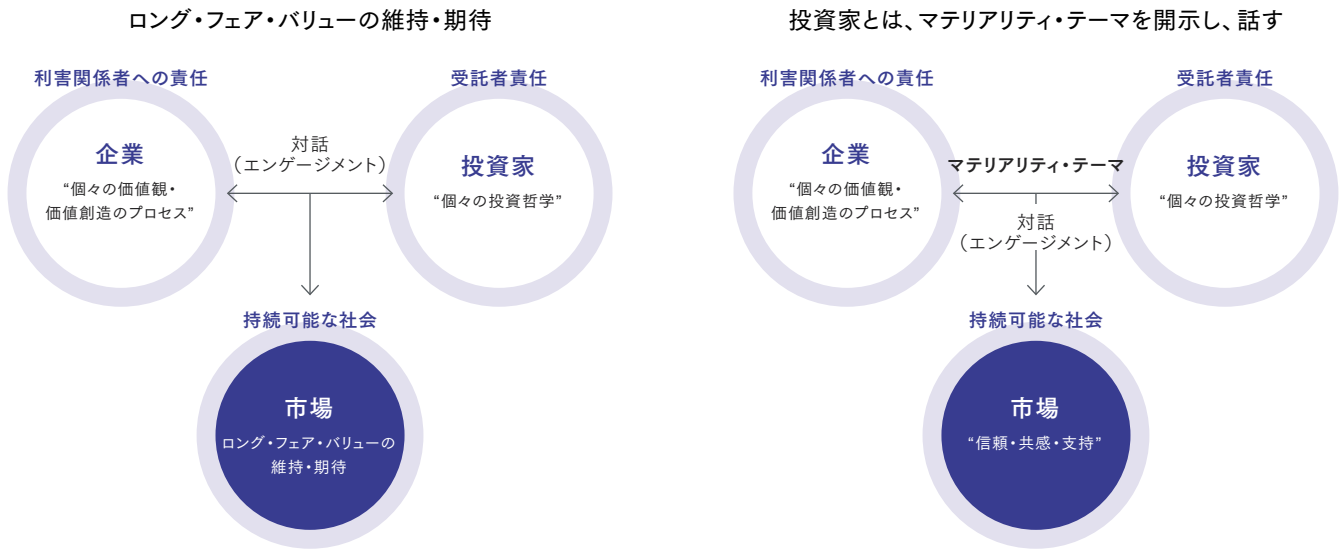 ロング・フェア・バリューの維持・期待
利害関係者への責任
受託者責任
企業
“個々の価値観・
価値創造のプロセス”
対話
（エンゲージメント）
投資家
“個々の投資哲学”
持続可能な社会
市場
ロング・フェア・バリューの
維持・期待
投資家とは、マテリアリティ・テーマを開示し、話す
利害関係者への責任
受託者責任
企業
“個々の価値観・
価値創造のプロセス”
マテリアリティ・テーマ
対話
（エンゲージメント）
投資家
“個々の投資哲学”
持続可能な社会
市場
“信頼・共感・支持”